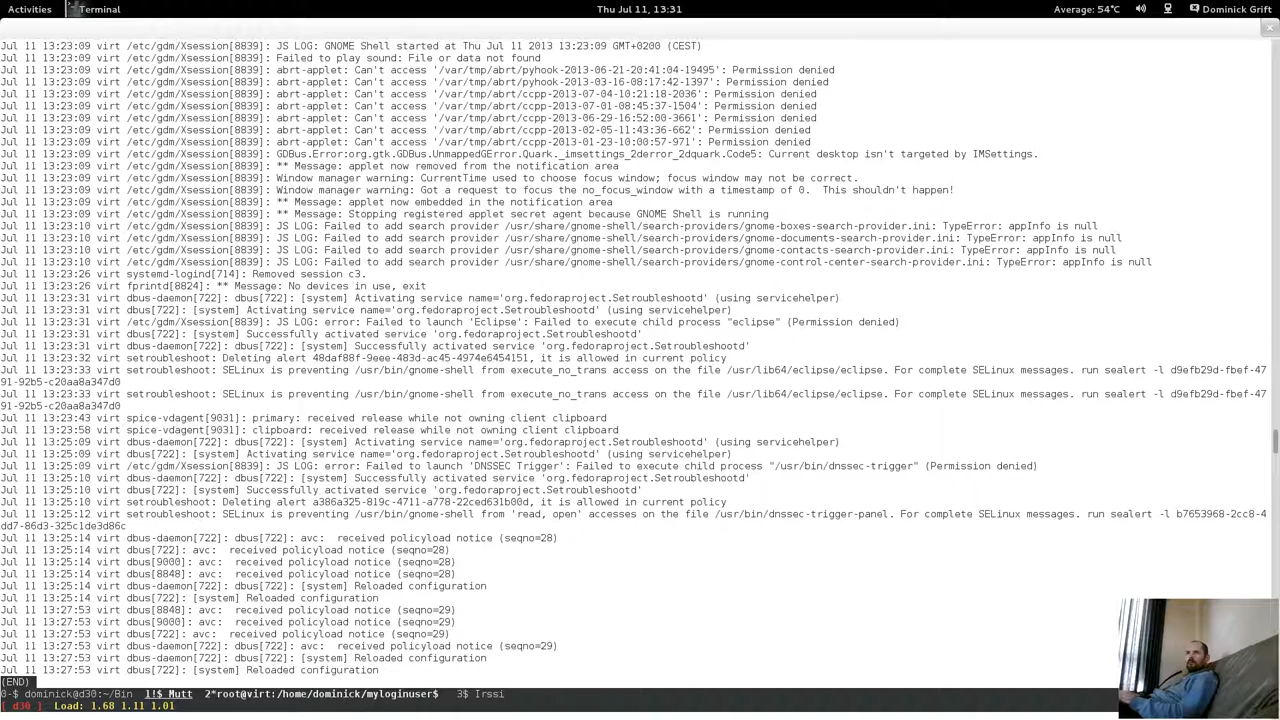 Activities Terminal Thu Jul 11, 13:31 Average: 54°C Dominick Grift
Jul 11 13:23:09 virt /etc/gdm/Xsession[8839]: JS LOG: GNOME Shell started at Thu Jul 11 2013 13:23:09 GMT+0200 (CEST)
Jul 11 13:23:09 virt /etc/gdm/Xsession[8839]: Failed to play sound: File or data not found
Jul 11 13:23:09 virt /etc/gdm/Xsession[8839]: abrt-applet: Can't access '/var/tmp/abrt/pyhook-2013-06-21-20:41:04-19495': Permission denied
Jul 11 13:23:09 virt /etc/gdm/Xsession[8839]: abrt-applet: Can't access '/var/tmp/abrt/pyhook-2013-03-16-08:17:42-1397': Permission denied
Jul 11 13:23:09 virt /etc/gdm/Xsession[8839]: abrt-applet: Can't access '/var/tmp/abrt/ccpp-2013-07-04-10:21:18-2036': Permission denied
Jul 11 13:23:09 virt /etc/gdm/Xsession[8839]: abrt-applet: Can't access '/var/tmp/abrt/ccpp-2013-07-01-08:45:37-1504': Permission denied
Jul 11 13:23:09 virt /etc/gdm/Xsession[8839]: abrt-applet: Can't access '/var/tmp/abrt/ccpp-2013-06-29-16:52:00-3661': Permission denied
Jul 11 13:23:09 virt /etc/gdm/Xsession[8839]: abrt-applet: Can't access '/var/tmp/abrt/ccpp-2013-02-05-11:43:36-662': Permission denied
Jul 11 13:23:09 virt /etc/gdm/Xsession[8839]: abrt-applet: Can't access '/var/tmp/abrt/ccpp-2013-01-23-10:00:57-971': Permission denied
Jul 11 13:23:09 virt /etc/gdm/Xsession[8839]: GDBus.Error:org.gtk.GDBus.UnmappedGError.Quark._imsettings_2derror_2dquark.Code5: Current desktop isn't targeted by IMSettings.
Jul 11 13:23:09 virt /etc/gdm/Xsession[8839]: ** Message: applet now removed from the notification area
Jul 11 13:23:09 virt /etc/gdm/Xsession[8839]: Window manager warning: CurrentTime used to choose focus window; focus window may not be correct.
Jul 11 13:23:09 virt /etc/gdm/Xsession[8839]: Window manager warning: Got a request to focus the no_focus_window with a timestamp of 0.  This shouldn't happen!
Jul 11 13:23:09 virt /etc/gdm/Xsession[8839]: ** Message: applet now embedded in the notification area
Jul 11 13:23:09 virt /etc/gdm/Xsession[8839]: ** Message: Stopping registered applet secret agent because GNOME Shell is running
Jul 11 13:23:10 virt /etc/gdm/Xsession[8839]: JS LOG: Failed to add search provider /usr/share/gnome-shell/search-providers/gnome-boxes-search-provider.ini: TypeError: appInfo is null
Jul 11 13:23:10 virt /etc/gdm/Xsession[8839]: JS LOG: Failed to add search provider /usr/share/gnome-shell/search-providers/gnome-documents-search-provider.ini: TypeError: appInfo is null
Jul 11 13:23:10 virt /etc/gdm/Xsession[8839]: JS LOG: Failed to add search provider /usr/share/gnome-shell/search-providers/gnome-contacts-search-provider.ini: TypeError: appInfo is null
Jul 11 13:23:10 virt /etc/gdm/Xsession[8839]: JS LOG: Failed to add search provider /usr/share/gnome-shell/search-providers/gnome-control-center-search-provider.ini: TypeError: appInfo is null
Jul 11 13:23:26 virt systemd-logind[714]: Removed session c3.
Jul 11 13:23:26 virt fprintd[8824]: ** Message: No devices in use, exit
Jul 11 13:23:31 virt dbus-daemon[722]: dbus[722]: [system] Activating service name='org.fedoraproject.Setroubleshootd' (using servicehelper)
Jul 11 13:23:31 virt dbus[722]: [system] Activating service name='org.fedoraproject.Setroubleshootd' (using servicehelper)
Jul 11 13:23:31 virt /etc/gdm/Xsession[8839]: JS LOG: error: Failed to launch 'Eclipse': Failed to execute child process "eclipse" (Permission denied)
Jul 11 13:23:31 virt dbus[722]: [system] Successfully activated service 'org.fedoraproject.Setroubleshootd'
Jul 11 13:23:31 virt dbus-daemon[722]: dbus[722]: [system] Successfully activated service 'org.fedoraproject.Setroubleshootd'
Jul 11 13:23:32 virt setroubleshoot: Deleting alert 48daf88f-9eee-483d-ac45-4974e6454151, it is allowed in current policy
Jul 11 13:23:32 virt setroubleshoot: SELinux is preventing /usr/bin/gnome-shell from execute_no_trans access on the file /usr/lib64/eclipse/eclipse. For complete SELinux messages. run sealert -l d9efb29d-fbef-47
91-92b5-c20aa8a347d0
Jul 11 13:23:33 virt setroubleshoot: SELinux is preventing /usr/bin/gnome-shell from execute_no_trans access on the file /usr/lib64/eclipse/eclipse. For complete SELinux messages. run sealert -l d9efb29d-fbef-47
91-92b5-c20aa8a347d0
Jul 11 13:23:43 virt spice-vdagent[9031]: primary: received release while not owning client clipboard
Jul 11 13:23:58 virt spice-vdagent[9031]: clipboard: received release while not owning client clipboard
Jul 11 13:25:09 virt dbus-daemon[722]: dbus[722]: [system] Activating service name='org.fedoraproject.Setroubleshootd' (using servicehelper)
Jul 11 13:25:09 virt dbus[722]: [system] Activating service name='org.fedoraproject.Setroubleshootd' (using servicehelper)
Jul 11 13:25:09 virt /etc/gdm/Xsession[8839]: JS LOG: error: Failed to launch 'DNSSEC Trigger': Failed to execute child process "/usr/bin/dnssec-trigger" (Permission denied)
Jul 11 13:25:10 virt dbus-daemon[722]: dbus[722]: [system] Successfully activated service 'org.fedoraproject.Setroubleshootd'
Jul 11 13:25:10 virt dbus[722]: [system] Successfully activated service 'org.fedoraproject.Setroubleshootd'
Jul 11 13:25:10 virt setroubleshoot: Deleting alert a386a325-819c-4711-a778-22ced631b00d, it is allowed in current policy
Jul 11 13:25:12 virt setroubleshoot: SELinux is preventing /usr/bin/gnome-shell from 'read, open' accesses on the file /usr/bin/dnssec-trigger-panel. For complete SELinux messages. run sealert -l b7653968-2cc8-4
dd7-86d3-325c1de3d86c
Jul 11 13:25:14 virt dbus-daemon[722]: dbus[722]: avc:  received policyload notice (seqno=28)
Jul 11 13:25:14 virt dbus[722]: avc:  received policyload notice (seqno=28)
Jul 11 13:25:14 virt dbus[9000]: avc:  received policyload notice (seqno=28)
Jul 11 13:25:14 virt dbus[8848]: avc:  received policyload notice (seqno=28)
Jul 11 13:25:14 virt dbus-daemon[722]: dbus[722]: [system] Reloaded configuration
Jul 11 13:25:14 virt dbus[722]: [system] Reloaded configuration
Jul 11 13:27:53 virt dbus[8848]: avc:  received policyload notice (seqno=29)
Jul 11 13:27:53 virt dbus[9000]: avc:  received policyload notice (seqno=29)
Jul 11 13:27:53 virt dbus[722]: avc:  received policyload notice (seqno=29)
Jul 11 13:27:53 virt dbus-daemon[722]: dbus[722]: avc:  received policyload notice (seqno=29)
Jul 11 13:27:53 virt dbus-daemon[722]: dbus[722]: [system] Reloaded configuration
Jul 11 13:27:53 virt dbus[722]: [system] Reloaded configuration
(END)
0-$ dominick@d30:~/Bin  1!$ Mutt  2*root@virt:/home/dominick/myloginuser$  3$ Irssi
[ d30 ]  Load: 1.68 1.11 1.01